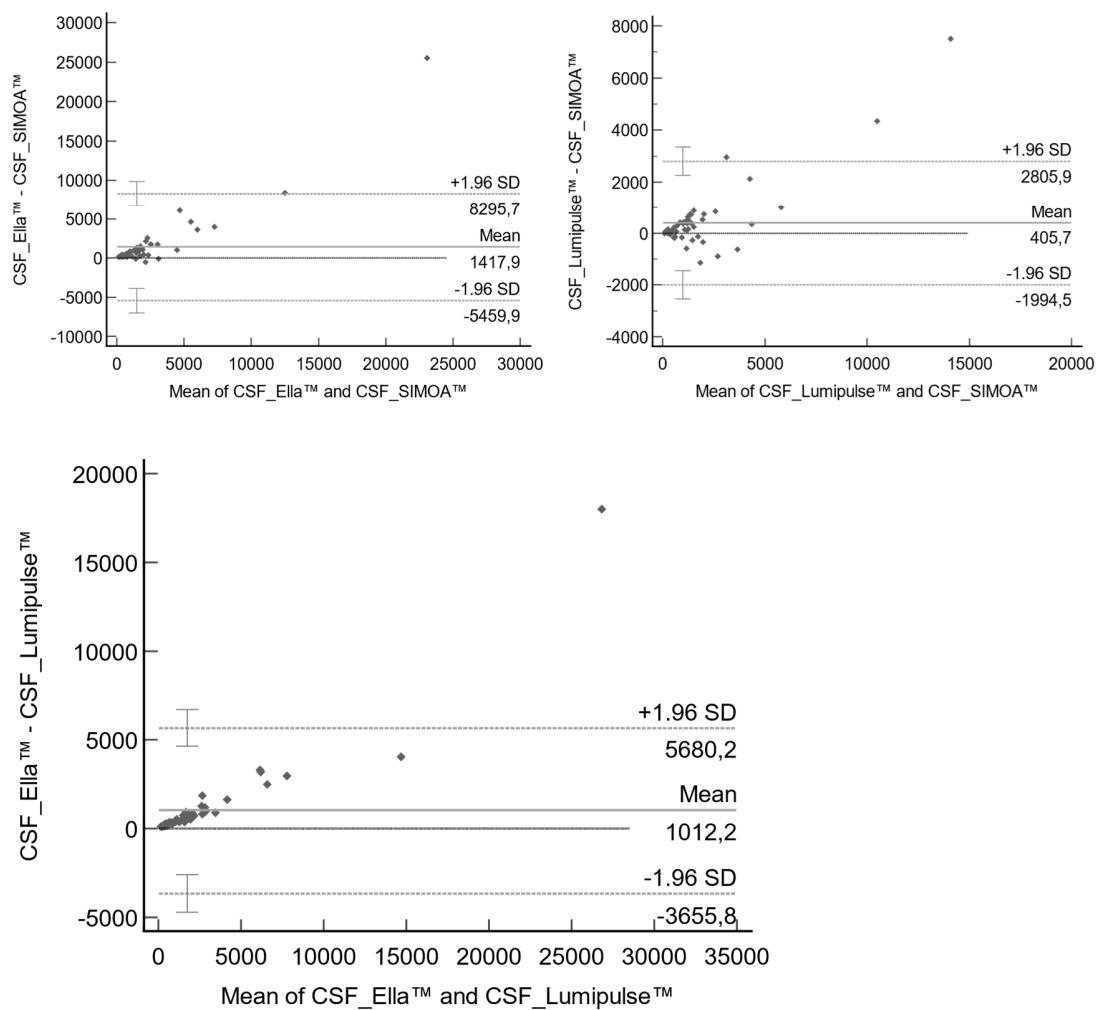 CSF_Ella™ - CSF_SIMOA™
30000
25000
20000
15000
10000
5000
0
-5000
-10000
+1.96 SD
8295,7
Mean
1417,9
-1.96 SD
-5459,9
0 5000 10000 15000 20000 25000 30000
Mean of CSF_Ella™ and CSF_SIMOA™
CSF_Lumipulse™ - CSF_SIMOA™
8000
6000
4000
2000
0
-2000
-4000
+1.96 SD
2805,9
Mean
405,7
-1.96 SD
-1994,5
0 5000 10000 15000 20000
Mean of CSF_Lumipulse™ and CSF_SIMOA™
CSF_Ella™ - CSF_Lumipulse™
20000
15000
10000
5000
0
-5000
+1.96 SD
5680,2
Mean
1012,2
-1.96 SD
-3655,8
0 5000 10000 15000 20000 25000 30000 35000
Mean of CSF_Ella™ and CSF_Lumipulse™